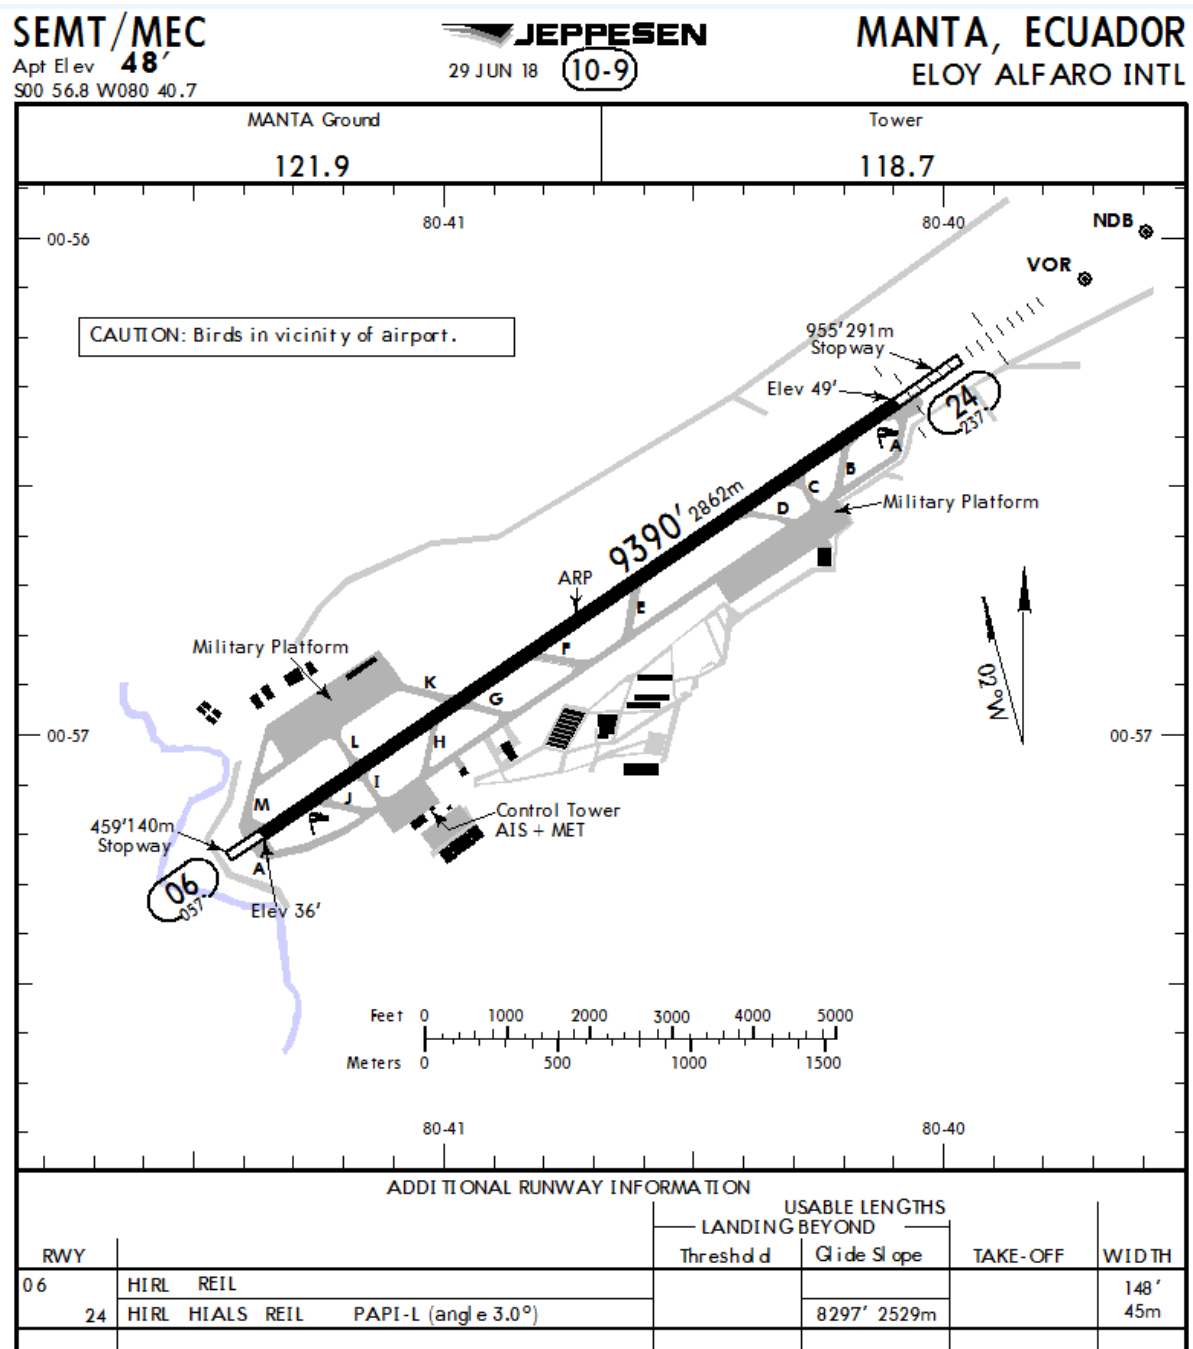 SEMT/MEC
Apt Elev 48'
S00 56.8 W080 40.7
JEPPESEN
29 JUN 18 10-9
MANTA, ECUADOR
ELOY ALFARO INTL
MANTA Ground
121.9
Tower
118.7
80-41
80-40
00-56
NDB
VOR
CAUTION: Birds in vicinity of airport.
955'291m
Stopway
Elev 49'
24
237°
A
B
C
D
Military Platform
9390' 2862m
ARP
E
F
Military Platform
K
G
02°W
00-57
00-57
L
H
I
J
M
459'140m
Stopway
Control Tower
AIS + MET
A
06
057°
Elev 36'
Feet 0 1000 2000 3000 4000 5000
Meters 0 500 1000 1500
80-41
80-40
ADDITIONAL RUNWAY INFORMATION
USABLE LENGTHS
LANDING BEYOND
RWY Threshold Glide Slope TAKE-OFF WIDTH
06 HIRL REIL 148'
24 HIRL HIALS REIL PAPI-L (angle 3.0°) 8297' 2529m 45m